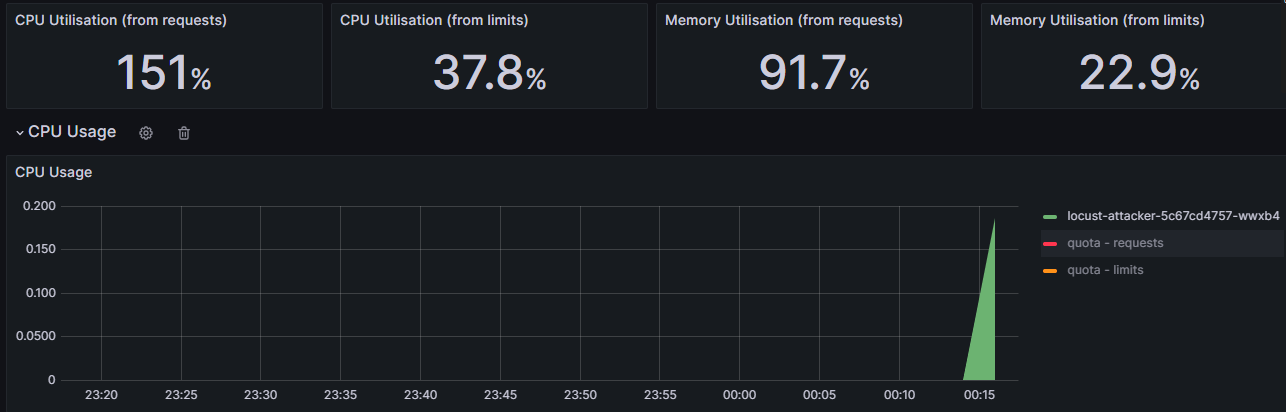 CPU Utilisation (from requests) CPU Utilisation (from limits) Memory Utilisation (from requests) Memory Utilisation (from limits)
151% 37.8% 91.7% 22.9%
CPU Usage
CPU Usage
0.200
locust-attacker-5c67cd4757-wwxb4
quota - requests
0.150
quota - limits
0.100
0.0500
0
23:20 23:25 23:30 23:35 23:40 23:45 23:50 23:55 00:00 00:05 00:10 00:15